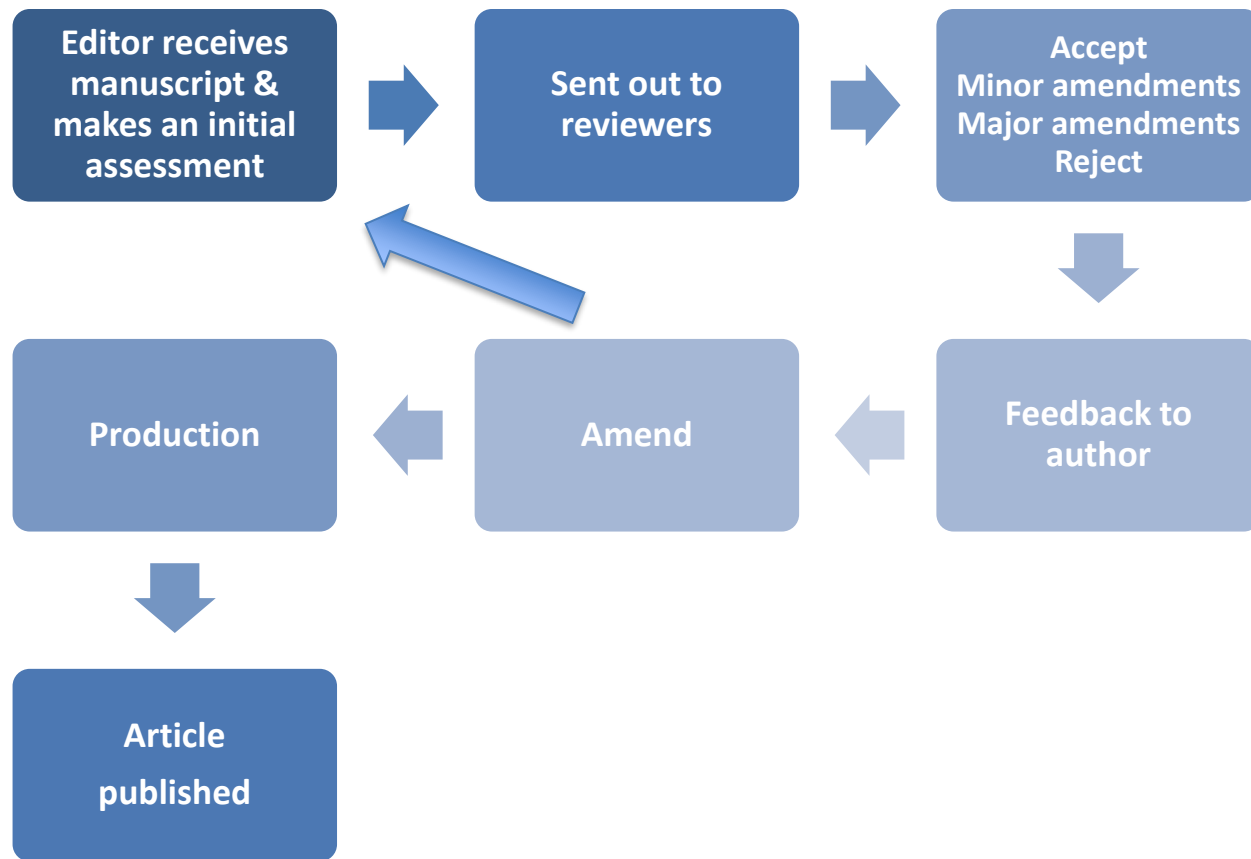 Editor receives
manuscript &
makes an initial
assessment
Sent out to
reviewers
Accept
Minor amendments
Major amendments
Reject
Feedback to
author
Amend
Production
Article
published